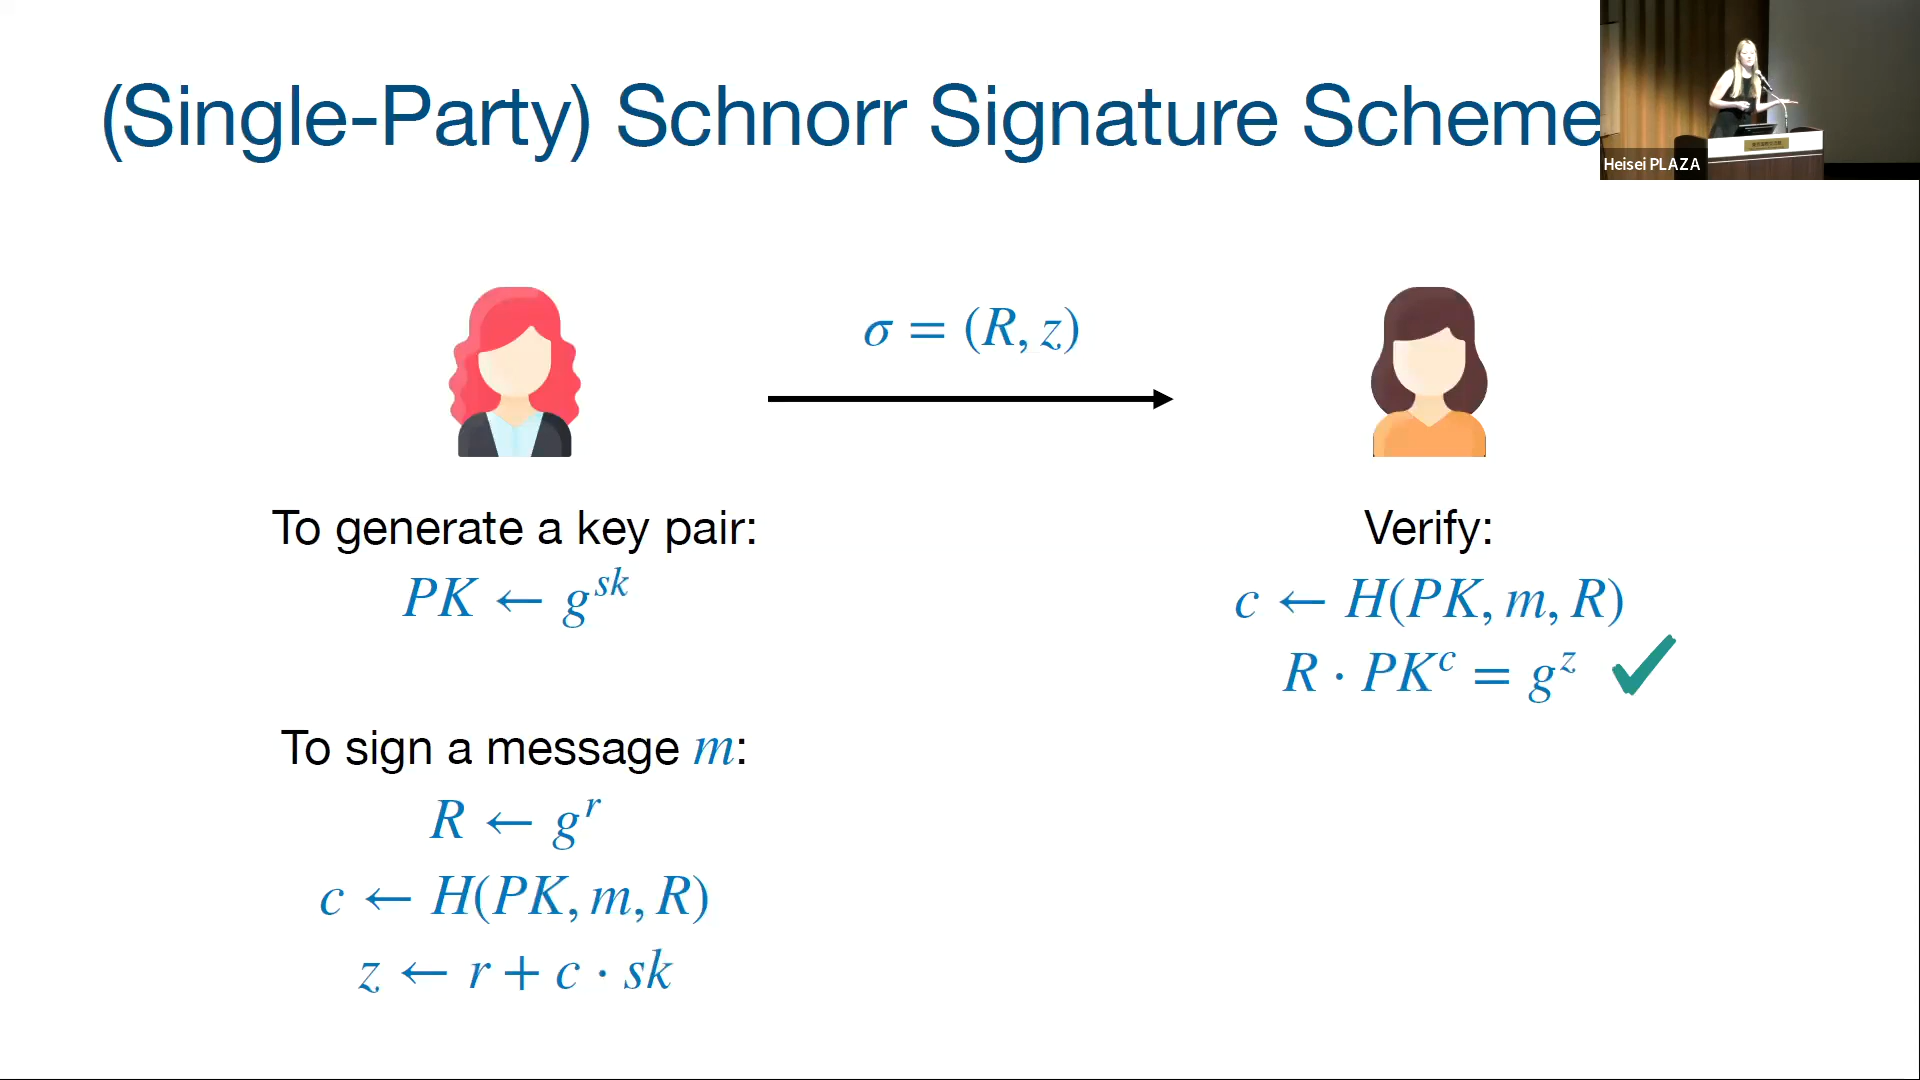 (Single-Party) Schnorr Signature Scheme
Heisei PLAZA
σ = (R, z)
To generate a key pair:
PK ← g^{sk}
To sign a message m:
R ← g^r
c ← H(PK, m, R)
z ← r + c · sk
Verify:
c ← H(PK, m, R)
R · PK^c = g^z